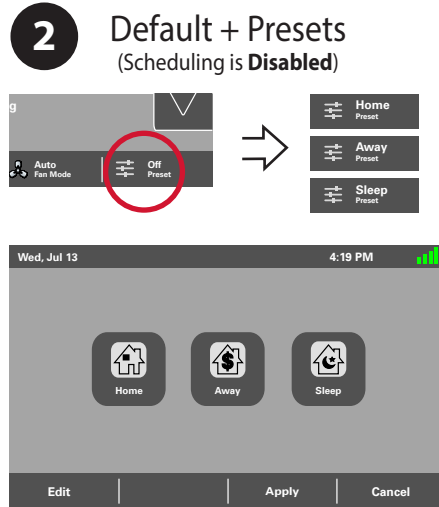 2
Default + Presets
(Scheduling is Disabled)
g
Auto
Fan Mode
Off
Preset
Home
Preset
Away
Preset
Sleep
Preset
Wed, Jul 13
4:19 PM
$
Home
Away
Sleep
Edit
Apply
Cancel